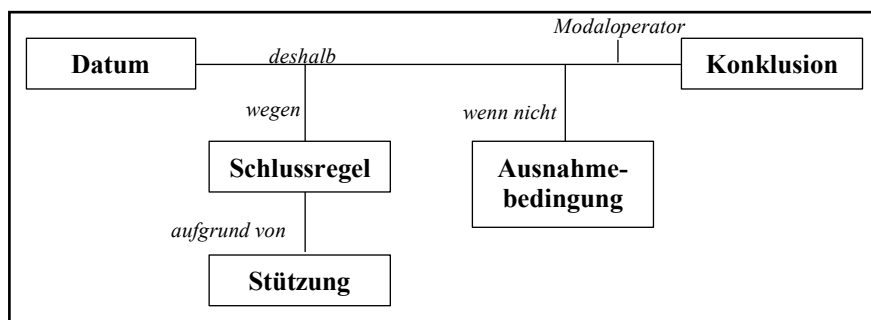 Modaloperator
Datum
deshalb
Konklusion
wegen
wenn nicht
Schlussregel
Ausnahme-
bedingung
aufgrund von
Stützung